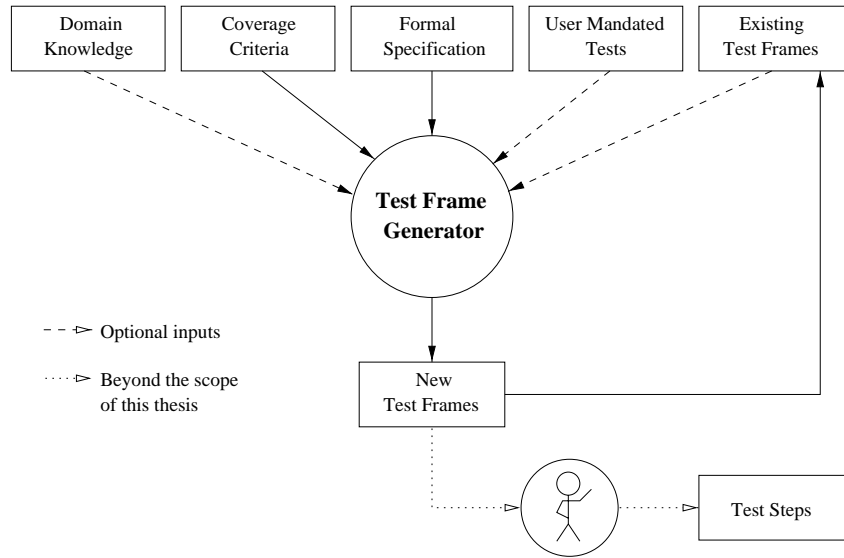 Domain
Knowledge
Coverage
Criteria
Formal
Specification
User Mandated
Tests
Existing
Test Frames
Test Frame
Generator
Optional inputs
Beyond the scope
of this thesis
New
Test Frames
Test Steps